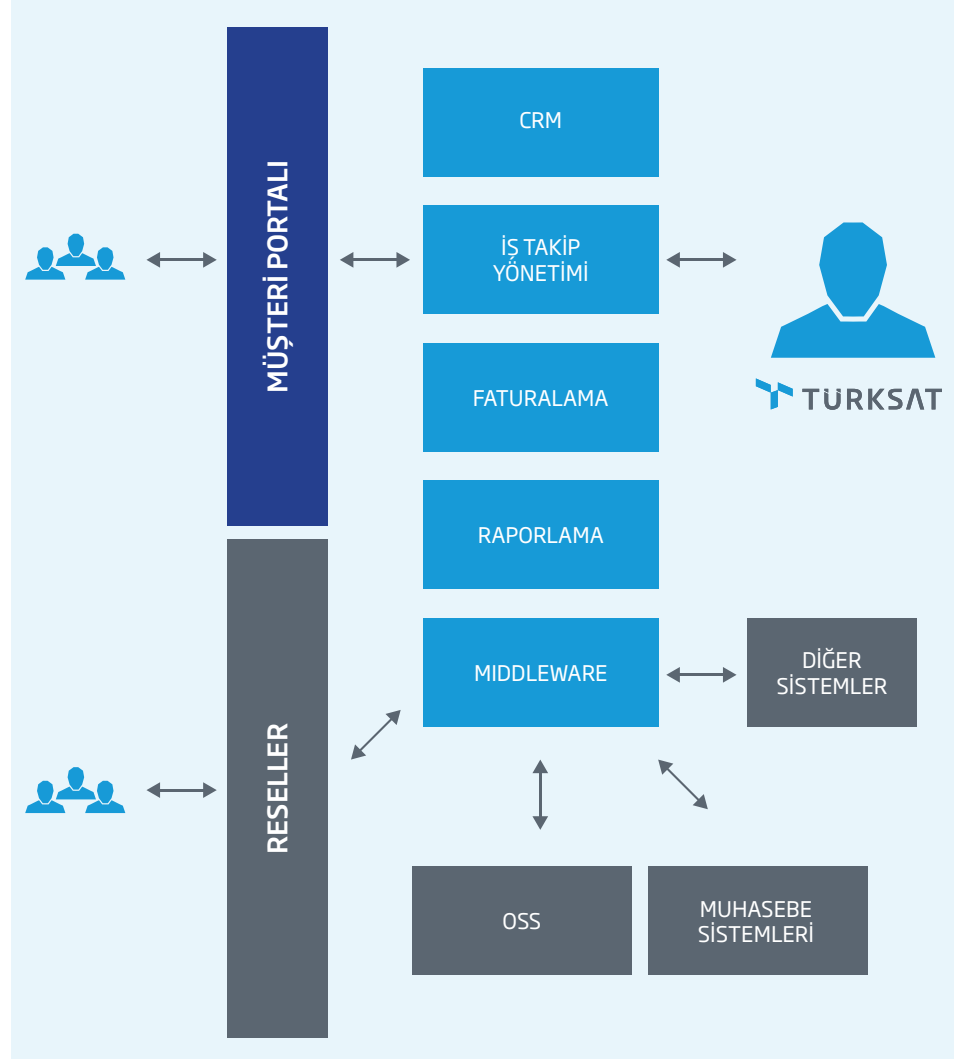 MÜŞTERİ PORTALI
CRM
İŞ TAKİP
YÖNETİMİ
TÜRKSAT
FATURALAMA
RAPORLAMA
RESELLER
MIDDLEWARE
DİĞER
SİSTEMLER
OSS
MUHASEBE
SİSTEMLERİ